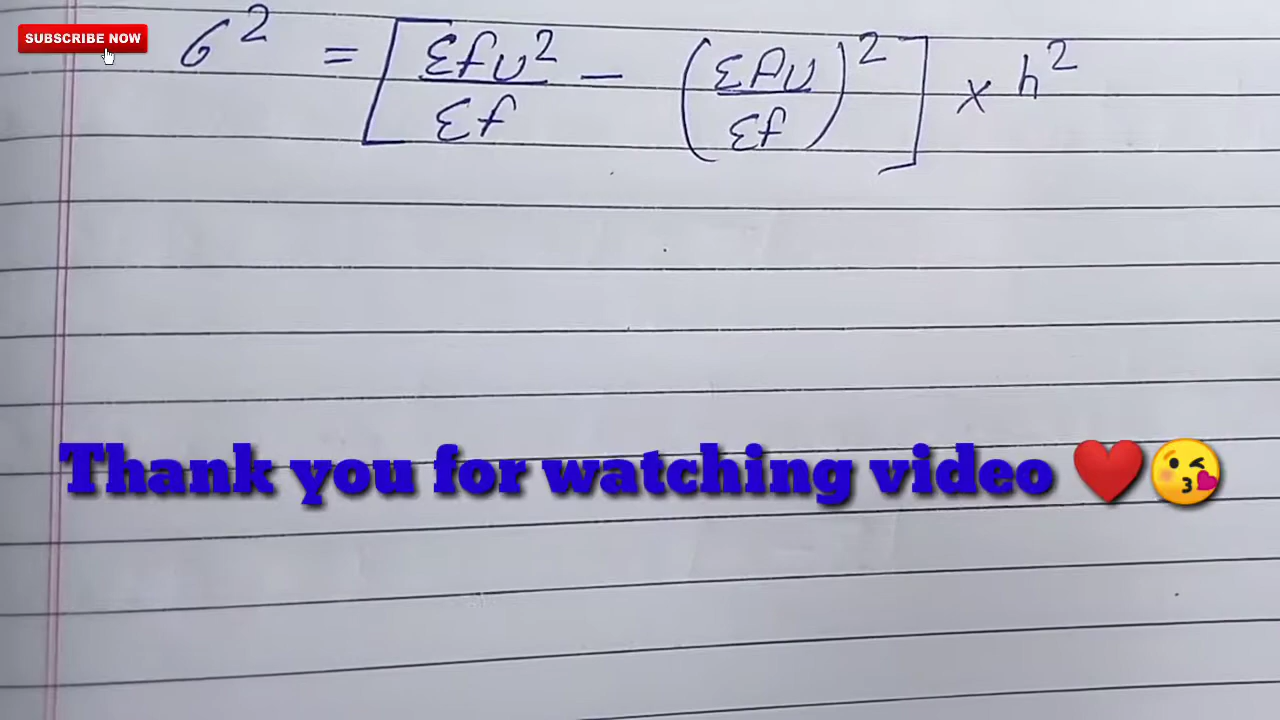 SUBSCRIBE NOW
σ² = [Σfu²/Σf − (Σfu/Σf)²] × h²
Thank you for watching video ❤️😘